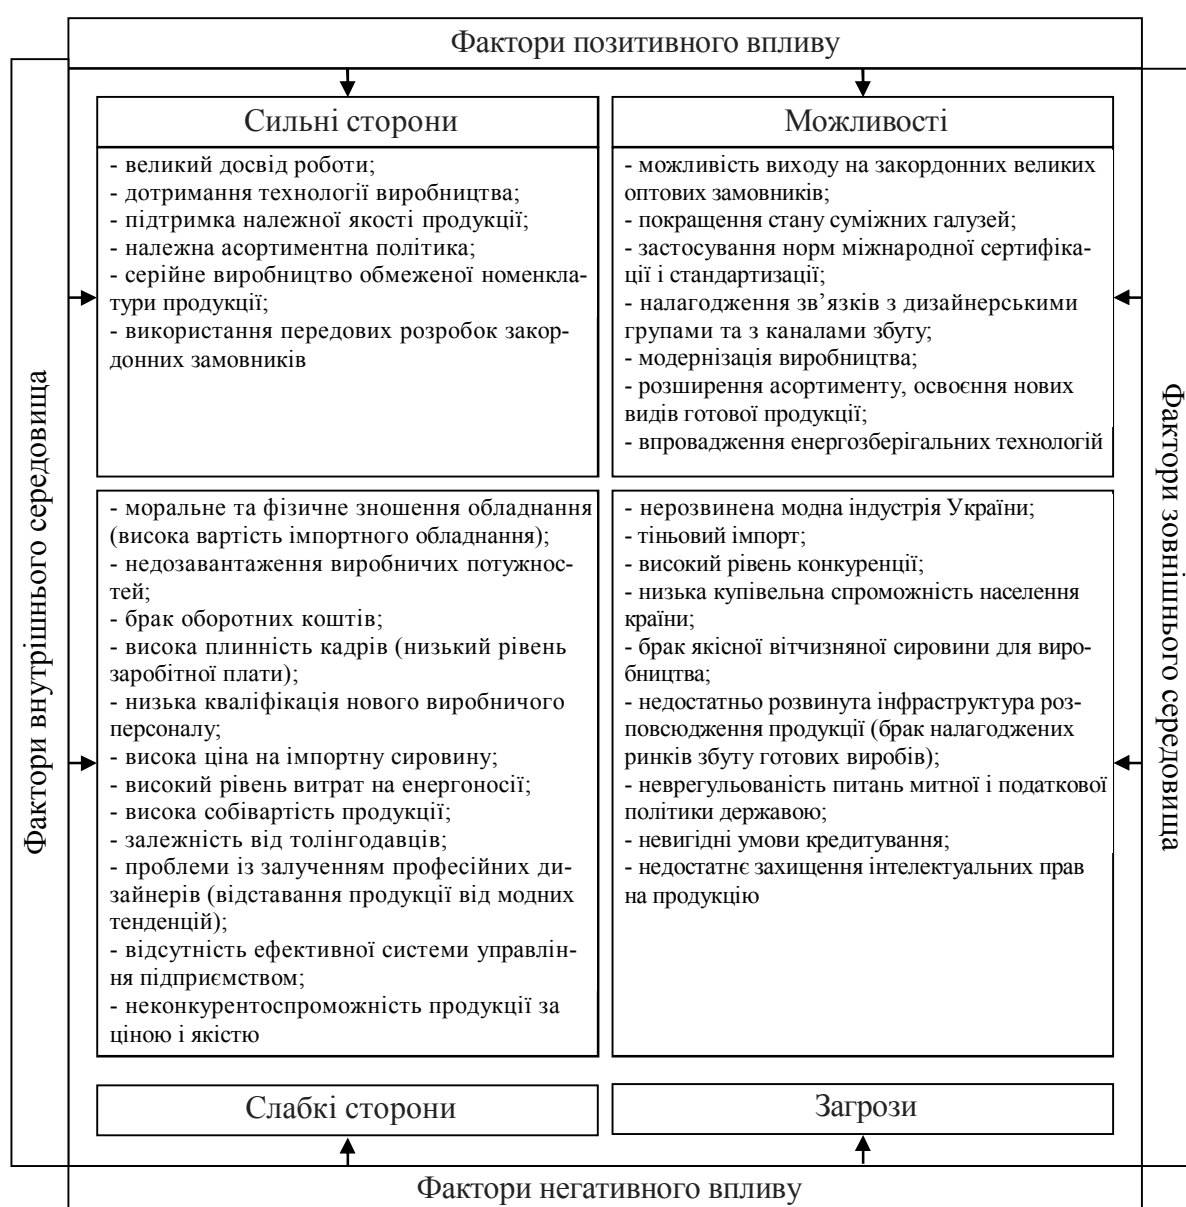 Фактори позитивного впливу
Фактори внутрішнього середовища
Сильні сторони
- великий досвід роботи;
- дотримання технології виробництва;
- підтримка належної якості продукції;
- належна асортиментна політика;
- серійне виробництво обмеженої номенкла-
тури продукції;
- використання передових розробок закор-
донних замовників
Можливості
- можливість виходу на закордонних великих
оптових замовників;
- покращення стану суміжних галузей;
- застосування норм міжнародної сертифіка-
ції і стандартизації;
- налагодження зв’язків з дизайнерськими
групами та з каналами збуту;
- модернізація виробництва;
- розширення асортименту, освоєння нових
видів готової продукції;
- впровадження енергозберігальних технологій
Фактори зовнішнього середовища
- моральне та фізичне зношення обладнання
(висока вартість імпортного обладнання);
- недозавантаження виробничих потужнос-
тей;
- брак оборотних коштів;
- висока плинність кадрів (низький рівень
заробітної плати);
- низька кваліфікація нового виробничого
персоналу;
- висока ціна на імпортну сировину;
- високий рівень витрат на енергоносії;
- висока собівартість продукції;
- залежність від толінгодавців;
- проблеми із залученням професійних ди-
зайнерів (відставання продукції від модних
тенденцій);
- відсутність ефективної системи управлін-
ня підприємством;
- неконкурентоспроможність продукції за
ціною і якістю
Слабкі сторони
- нерозвинена модна індустрія України;
- тіньовий імпорт;
- високий рівень конкуренції;
- низька купівельна спроможність населення
країни;
- брак якісної вітчизняної сировини для виро-
бництва;
- недостатньо розвинута інфраструктура роз-
повсюдження продукції (брак налагоджених
ринків збуту готових виробів);
- неврегульованість питань митної і податкової
політики державою;
- невигідні умови кредитування;
- недостатнє захищення інтелектуальних прав
на продукцію
Загрози
Фактори негативного впливу